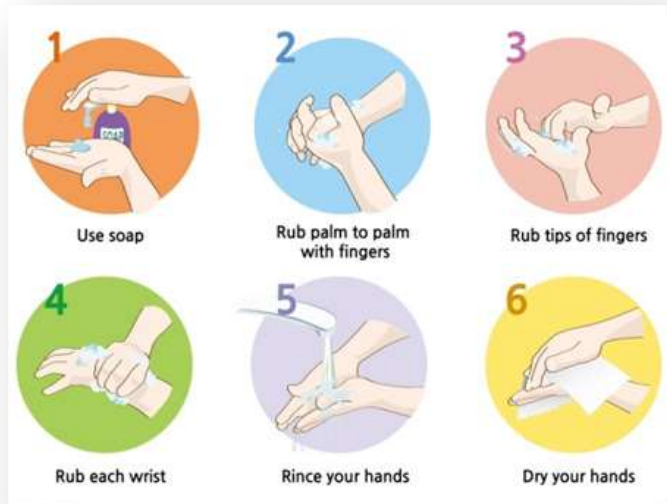 1
2
3
SOAP
Use soap
Rub palm to palm
with fingers
Rub tips of fingers
4
5
6
Rub each wrist
Rince your hands
Dry your hands